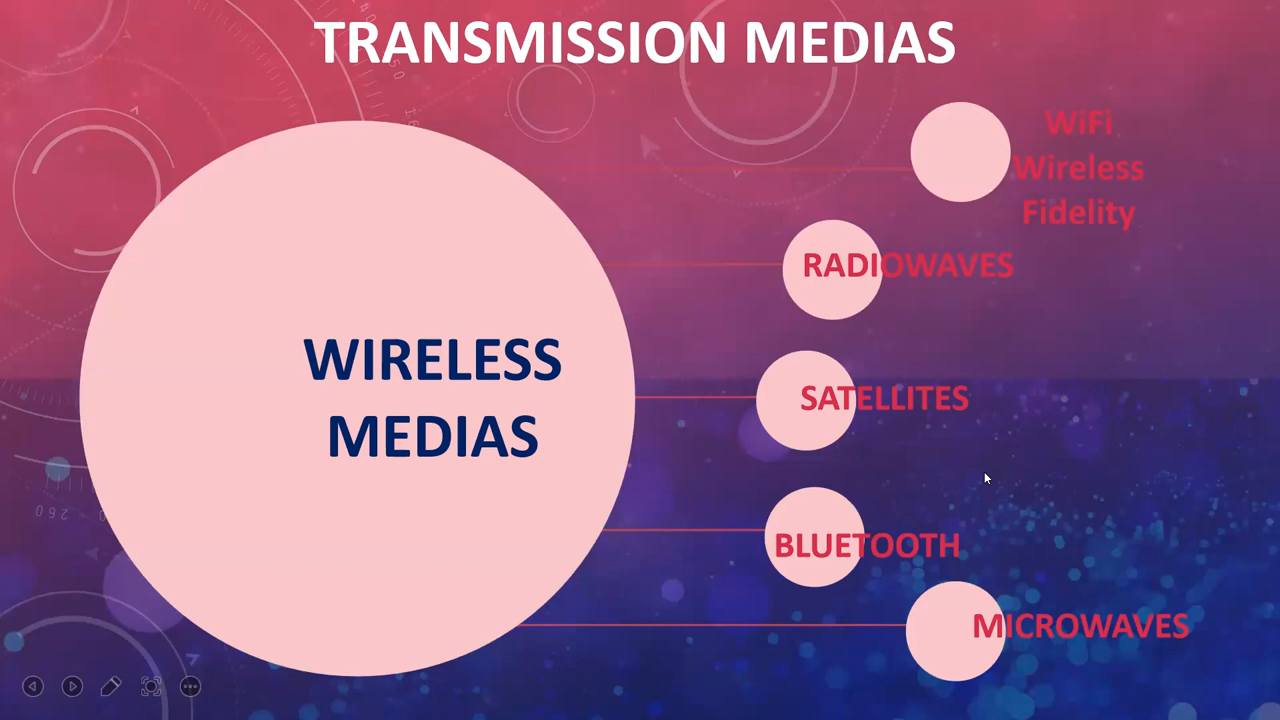 TRANSMISSION MEDIAS
WiFi
Wireless
Fidelity
RADIOWAVES
WIRELESS
MEDIAS
SATELLITES
BLUETOOTH
MICROWAVES